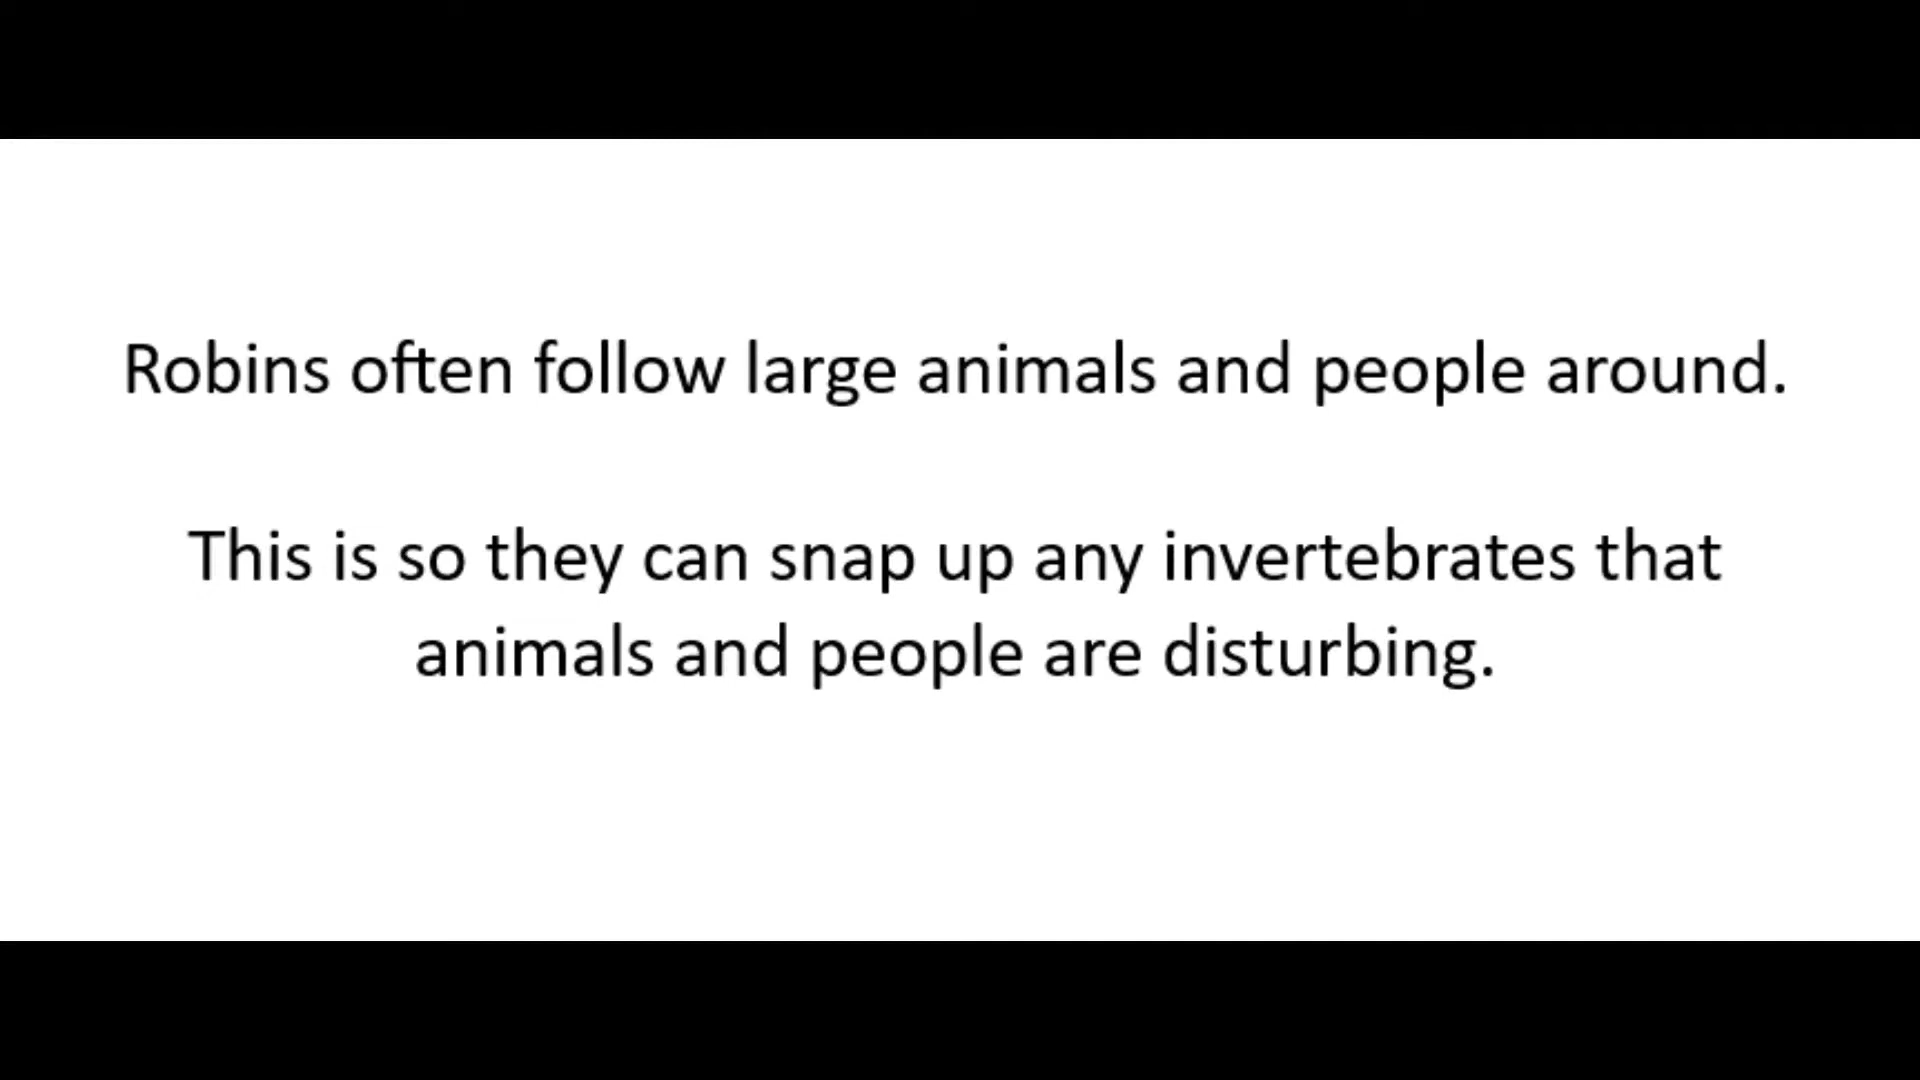 Robins often follow large animals and people around.
This is so they can snap up any invertebrates that
animals and people are disturbing.